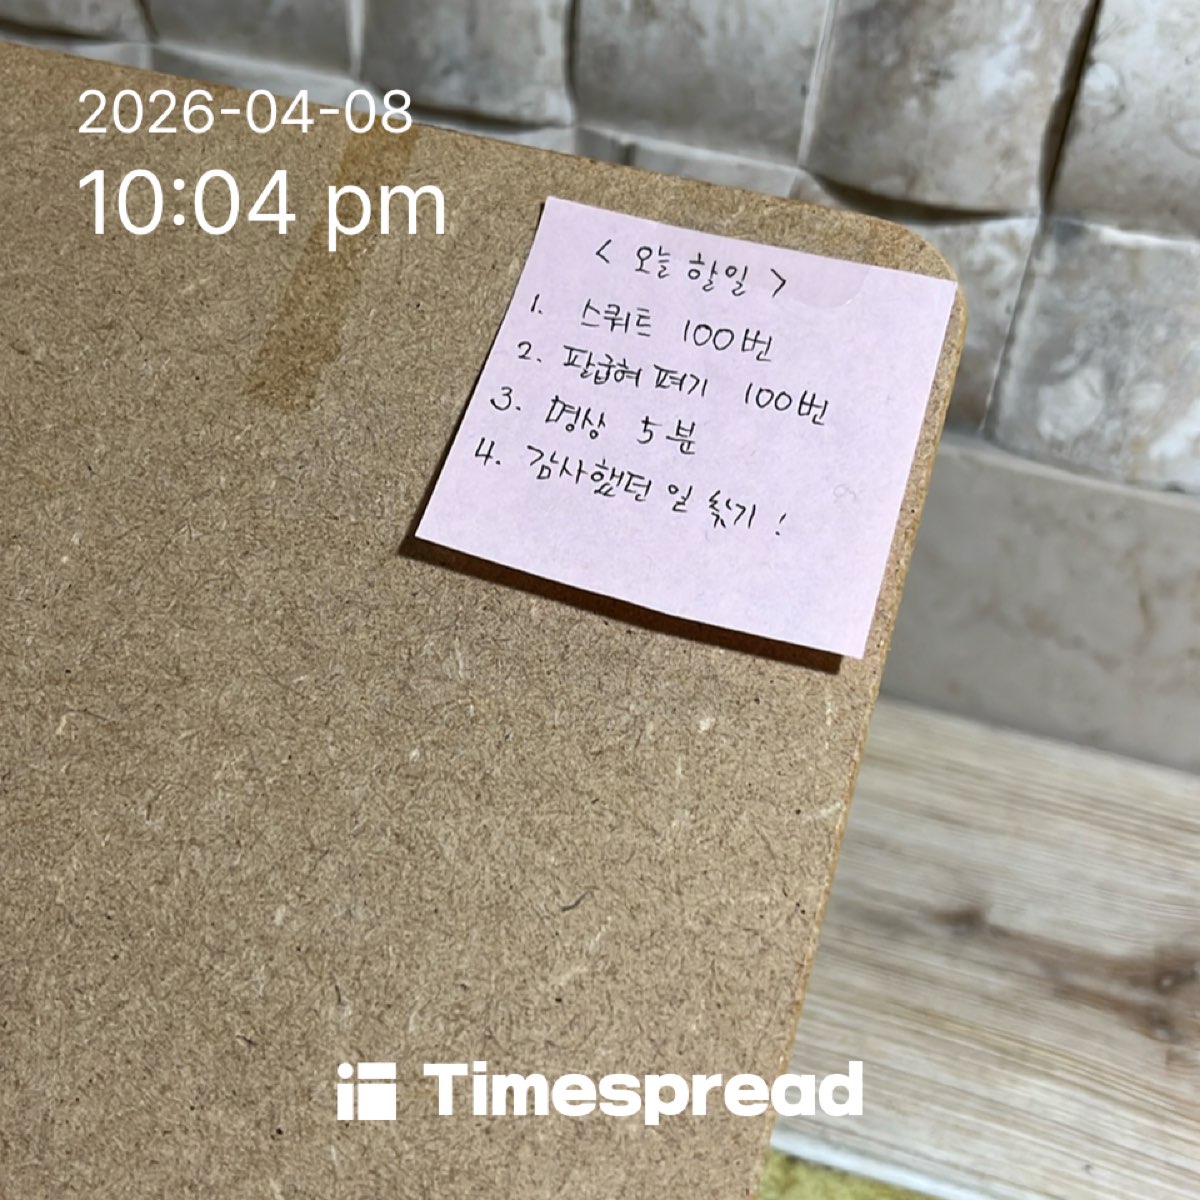 2026-04-08
10:04 pm
< 오늘 할일 >
1. 스쿼트 100번
2. 팔굽혀 펴기 100번
3. 명상 5분
4. 감사했던 일 찾기 !
Timespread